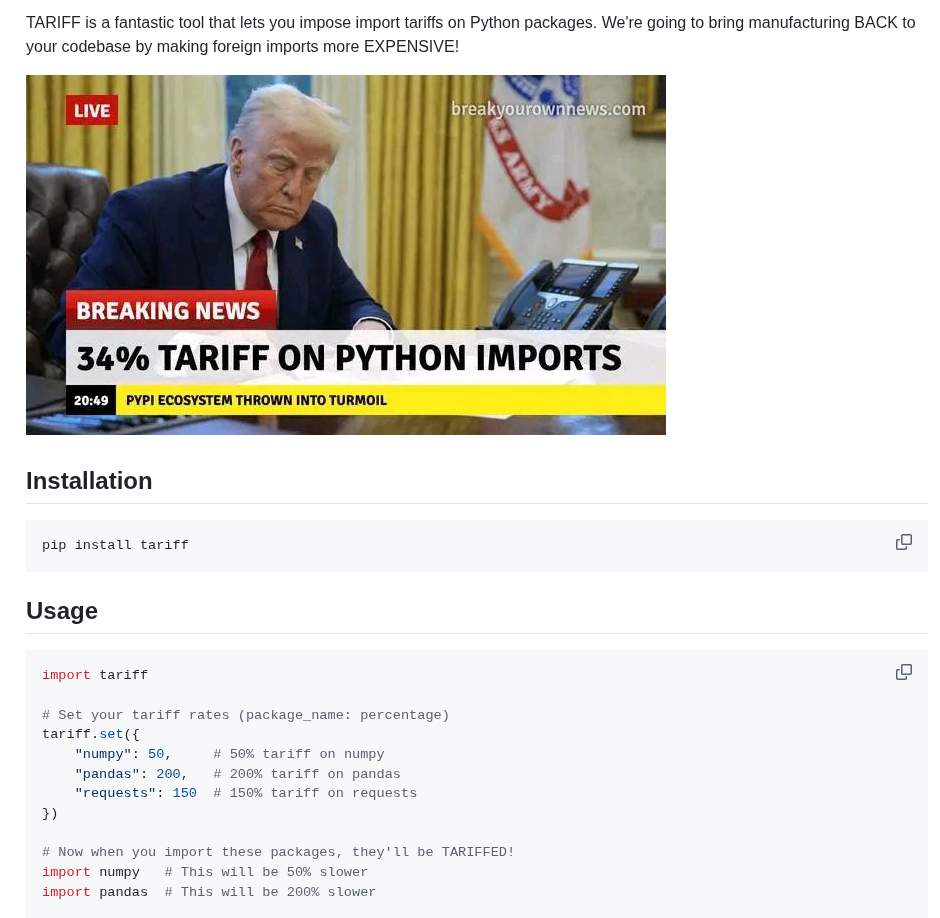 TARIFF is a fantastic tool that lets you impose import tariffs on Python packages. We're going to bring manufacturing BACK to
your codebase by making foreign imports more EXPENSIVE!
LIVE
breakyourownnews.com
ARMY
BREAKING NEWS
34% TARIFF ON PYTHON IMPORTS
20:49 PYPI ECOSYSTEM THROWN INTO TURMOIL
Installation
pip install tariff
Usage
import tariff
# Set your tariff rates (package_name: percentage)
tariff.set({
    "numpy": 50,     # 50% tariff on numpy
    "pandas": 200,   # 200% tariff on pandas
    "requests": 150  # 150% tariff on requests
})
# Now when you import these packages, they'll be TARIFFED!
import numpy   # This will be 50% slower
import pandas  # This will be 200% slower